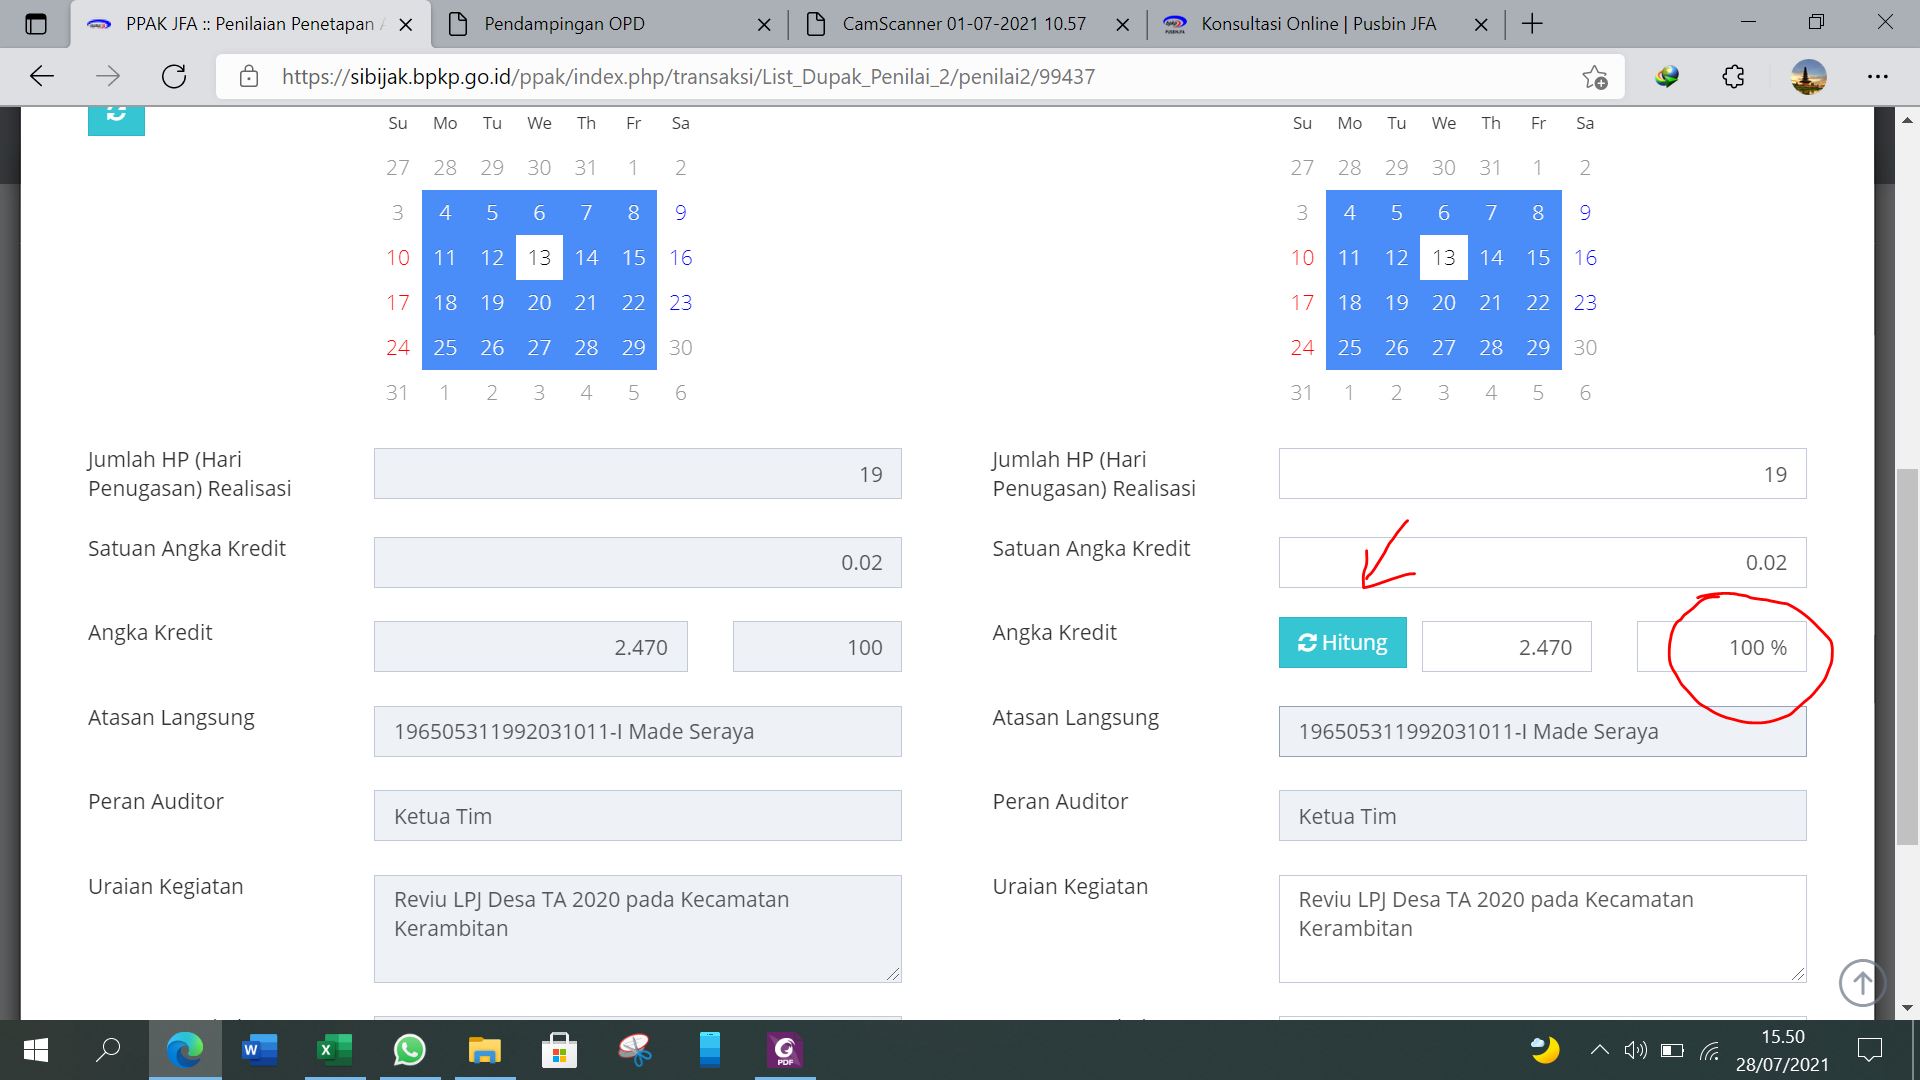 PPAK JFA :: Penilaian Penetapan A
Pendampingan OPD
CamScanner 01-07-2021 10.57
Konsultasi Online | Pusbin JFA
https://sibijak.bpkp.go.id/ppak/index.php/transaksi/List_Dupak_Penilai_2/penilai2/99437
Su Mo Tu We Th Fr Sa
27 28 29 30 31 1 2
3 4 5 6 7 8 9
10 11 12 13 14 15 16
17 18 19 20 21 22 23
24 25 26 27 28 29 30
31 1 2 3 4 5 6
Su Mo Tu We Th Fr Sa
27 28 29 30 31 1 2
3 4 5 6 7 8 9
10 11 12 13 14 15 16
17 18 19 20 21 22 23
24 25 26 27 28 29 30
31 1 2 3 4 5 6
Jumlah HP (Hari
Penugasan) Realisasi
19
Jumlah HP (Hari
Penugasan) Realisasi
19
Satuan Angka Kredit
0.02
Satuan Angka Kredit
0.02
Angka Kredit
2.470
100
Angka Kredit
Hitung
2.470
100 %
Atasan Langsung
196505311992031011-I Made Seraya
Atasan Langsung
196505311992031011-I Made Seraya
Peran Auditor
Ketua Tim
Peran Auditor
Ketua Tim
Uraian Kegiatan
Reviu LPJ Desa TA 2020 pada Kecamatan
Kerambitan
Uraian Kegiatan
Reviu LPJ Desa TA 2020 pada Kecamatan
Kerambitan
15.50
28/07/2021